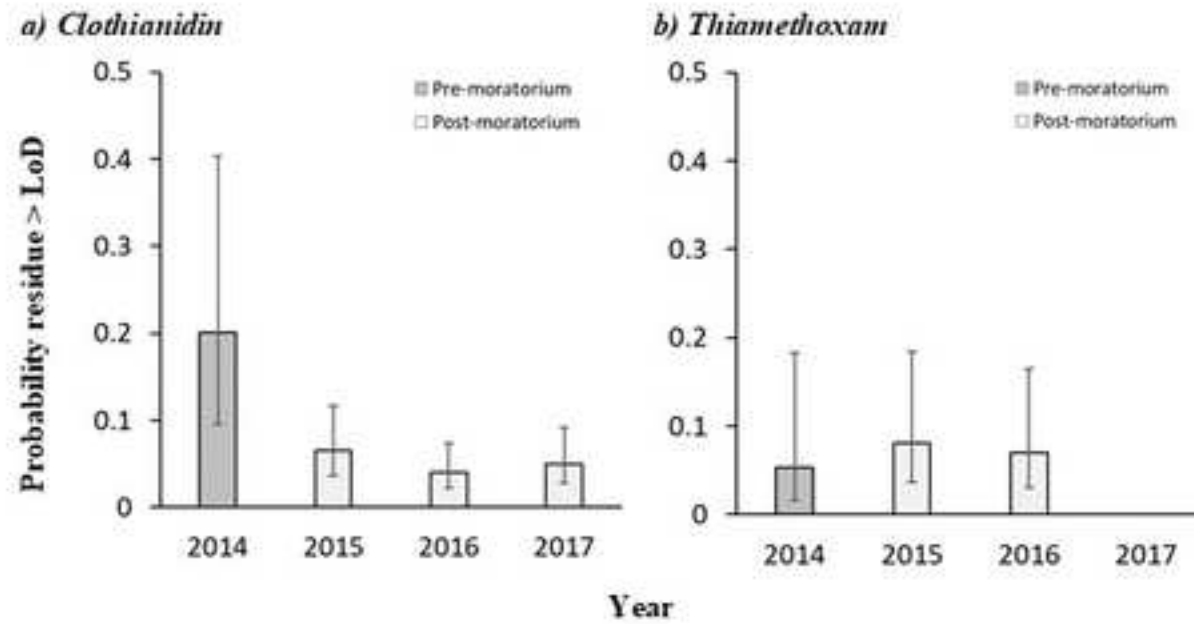 a) Clothianidin
0.5
0.4
0.3
0.2
0.1
0
Pre-moratorium
Post-moratorium
Probability residue > LoD
2014 2015 2016 2017
b) Thiamethoxam
0.5
0.4
0.3
0.2
0.1
0
Pre-moratorium
Post-moratorium
2014 2015 2016 2017
Year